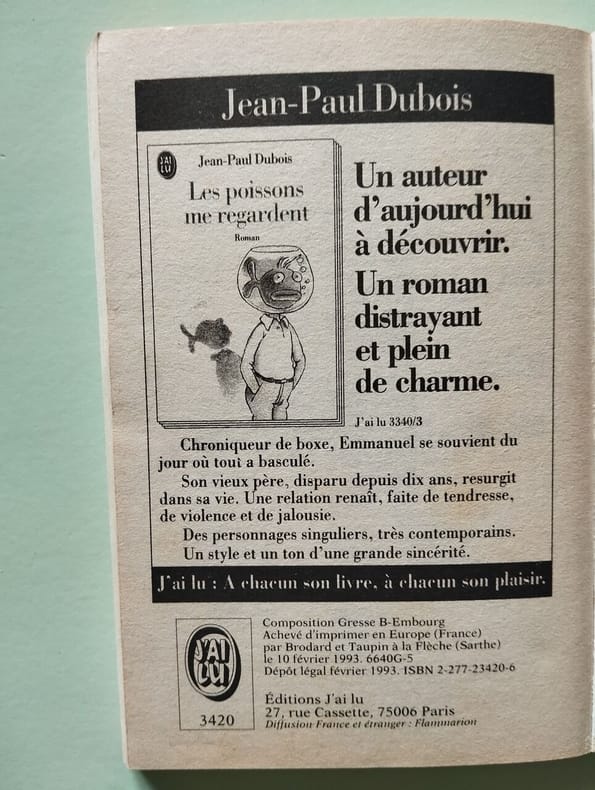 Jean-Paul Dubois
J'AI
LU
Jean-Paul Dubois
Les poissons
me regardent
Roman
Un auteur
d'aujourd'hui
à découvrir.
Un roman
distrayant
et plein
de charme.
J'ai lu 3340/3
Chroniqueur de boxe, Emmanuel se souvient du
jour où tout a basculé.
Son vieux père, disparu depuis dix ans, resurgit
dans sa vie. Une relation renaît, faite de tendresse,
de violence et de jalousie.
Des personnages singuliers, très contemporains.
Un style et un ton d'une grande sincérité.
J'ai lu : A chacun son livre, à chacun son plaisir.
J'AI
LU
3420
Composition Gresse B-Embourg
Achevé d'imprimer en Europe (France)
par Brodard et Taupin à la Flèche (Sarthe)
le 10 février 1993. 6640G-5
Dépôt légal février 1993. ISBN 2-277-23420-6
Éditions J'ai lu
27, rue Cassette, 75006 Paris
Diffusion France et étranger : Flammarion